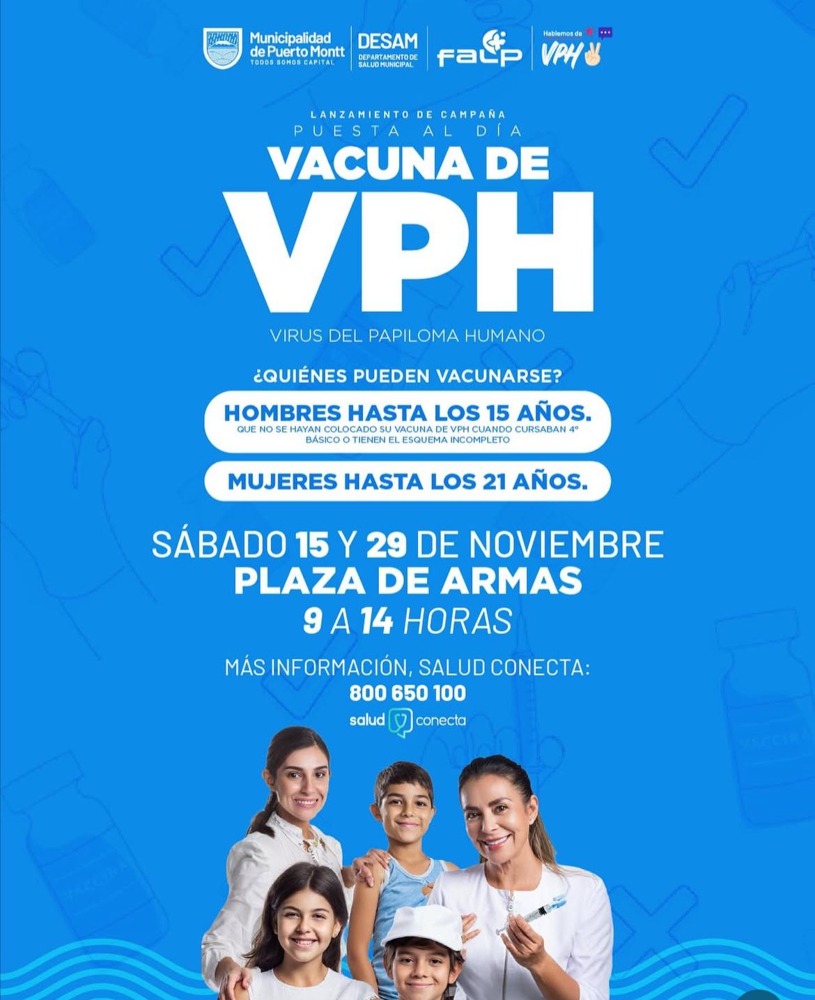 Municipalidad
de Puerto Montt
TODOS SOMOS CAPITAL
DESAM
DEPARTAMENTO DE
SALUD MUNICIPAL
falp
Hablemos de
VPH
LANZAMIENTO DE CAMPAÑA
PUESTA AL DÍA
VACUNA DE
VPH
VIRUS DEL PAPILOMA HUMANO
¿QUIÉNES PUEDEN VACUNARSE?
HOMBRES HASTA LOS 15 AÑOS.
QUE NO SE HAYAN COLOCADO SU VACUNA DE VPH CUANDO CURSABAN 4°
BÁSICO O TIENEN EL ESQUEMA INCOMPLETO
MUJERES HASTA LOS 21 AÑOS.
SÁBADO 15 Y 29 DE NOVIEMBRE
PLAZA DE ARMAS
9 A 14 HORAS
MÁS INFORMACIÓN, SALUD CONECTA:
800 650 100
salud conecta